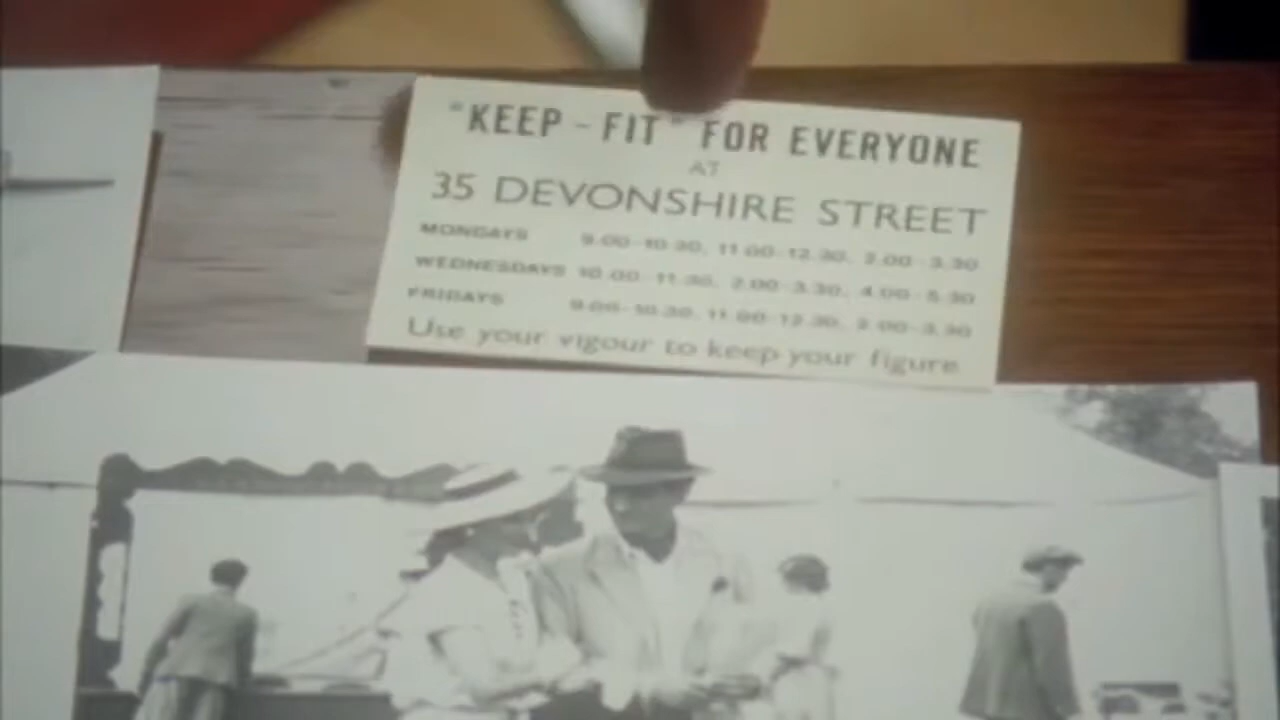 "KEEP-FIT" FOR EVERYONE
AT
35 DEVONSHIRE STREET
MONDAYS 9.00-10-30, 11.00-12.30, 2.00-3.30
WEDNESDAYS 10.00-11-30, 2.00-3.30, 4.00-5.30
FRIDAYS 9.00-10.30, 11.00-12.30, 2.00-3.30
Use your vigour to keep your figure